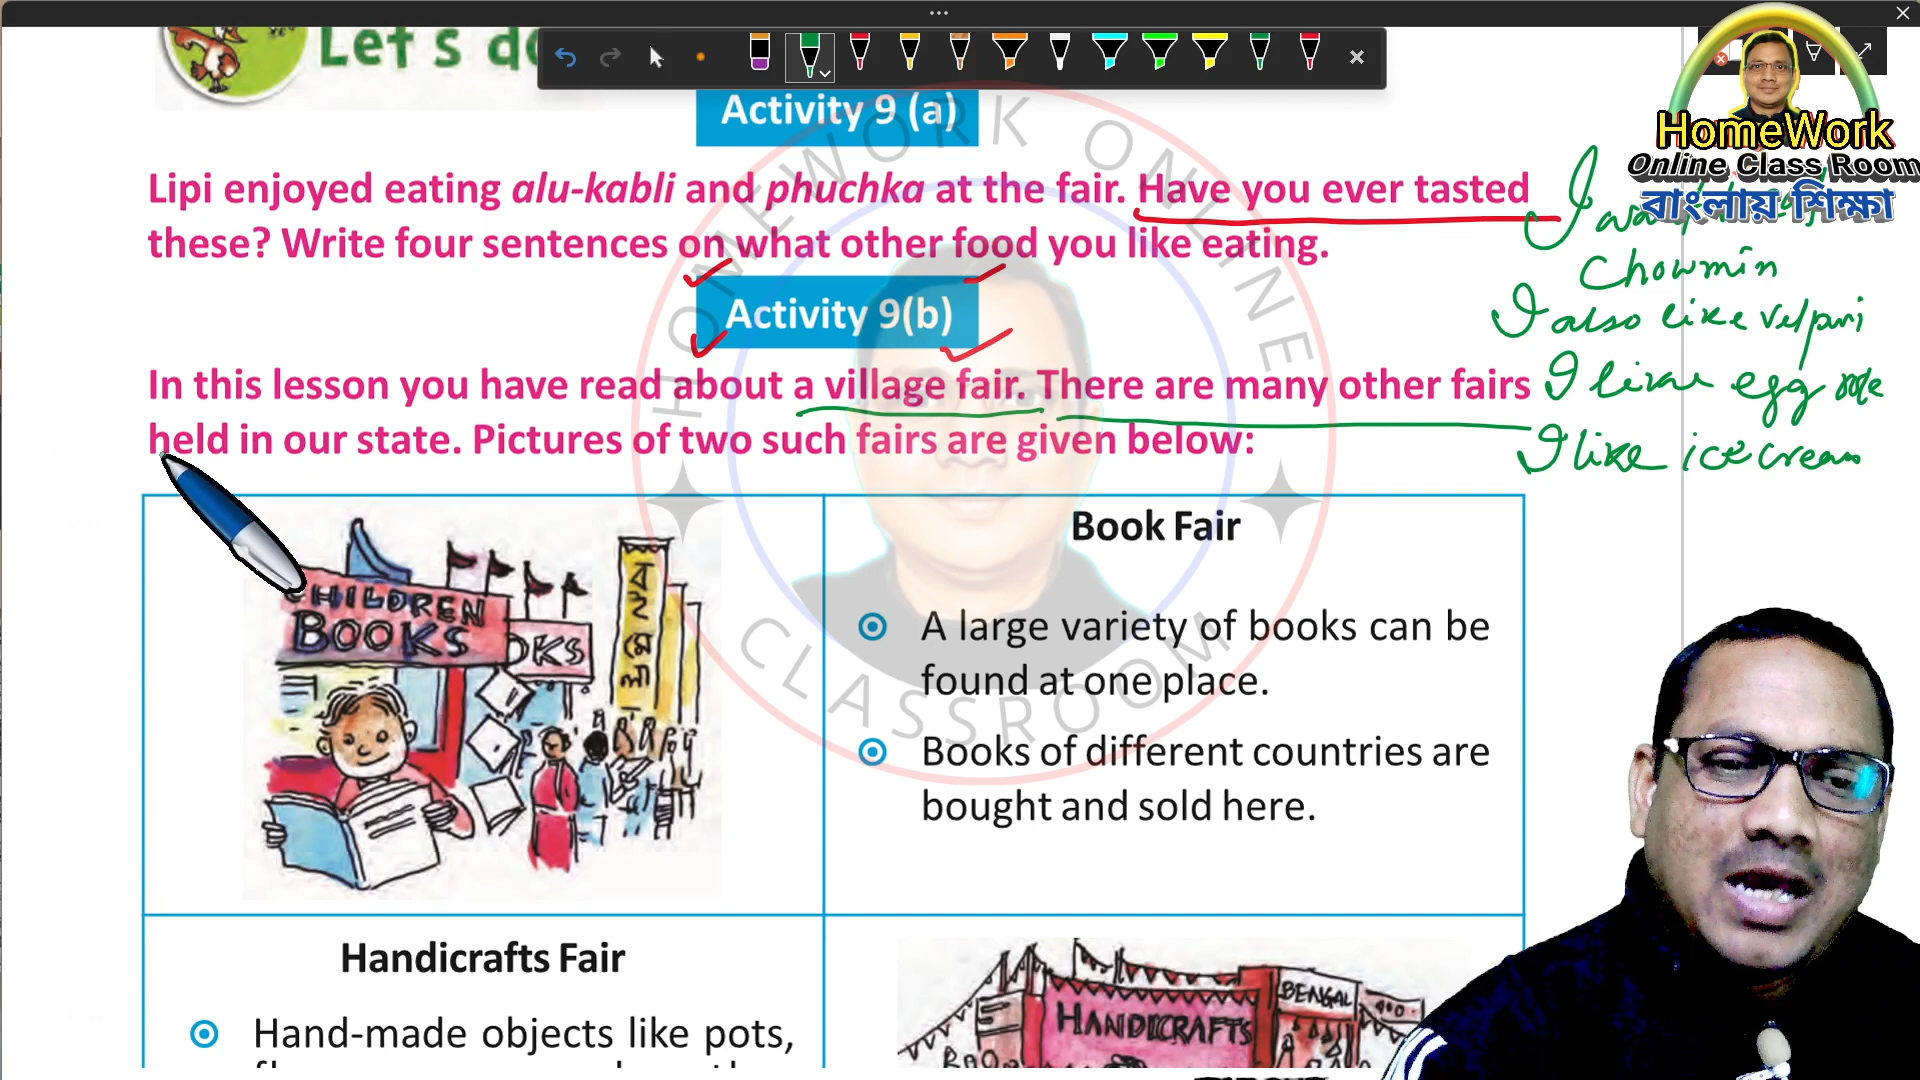 Let's do
Activity 9 (a)
HomeWork
Online Class Room
বাংলায় শিক্ষা
Lipi enjoyed eating alu-kabli and phuchka at the fair. Have you ever tasted
these? Write four sentences on what other food you like eating.
I
Chowmin
I also like velpuri
I like egg
I like ice cream
Activity 9(b)
In this lesson you have read about a village fair. There are many other fairs
held in our state. Pictures of two such fairs are given below:
CHILDREN
BOOKS
OKS
Book Fair
A large variety of books can be
found at one place.
Books of different countries are
bought and sold here.
Handicrafts Fair
Hand-made objects like pots,
HANDICRAFTS
BENGAL
HOMEWORK ONLINE
CLASSROOM